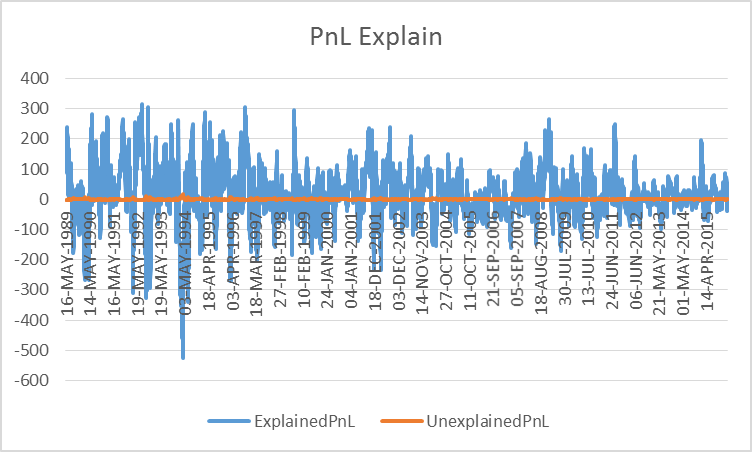 PnL Explain
400
300
200
100
0
-100
-200
-300
-400
-500
-600
16-MAY-1989
14-MAY-1990
16-MAY-1991
19-MAY-1992
19-MAY-1993
03-MAY-1994
18-APR-1995
03-APR-1996
18-MAR-1997
27-FEB-1998
10-FEB-1999
24-JAN-2000
04-JAN-2001
18-DEC-2001
03-DEC-2002
14-NOV-2003
27-OCT-2004
11-OCT-2005
21-SEP-2006
05-SEP-2007
18-AUG-2008
30-JUL-2009
13-JUL-2010
24-JUN-2011
06-JUN-2012
21-MAY-2013
01-MAY-2014
14-APR-2015
ExplainedPnL
UnexplainedPnL